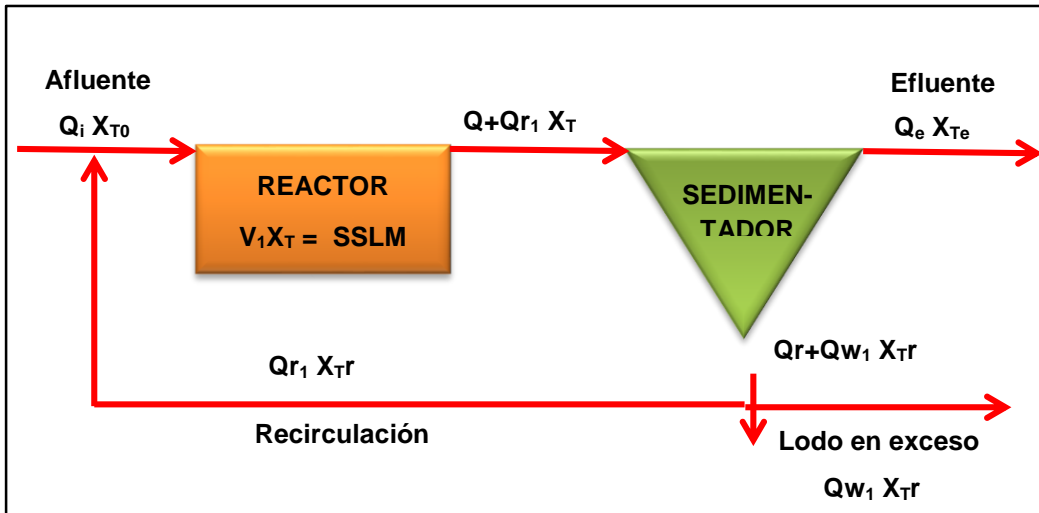 Afluente
Qi XT0
REACTOR
V1XT = SSLM
Q+Qr1 XT
SEDIMEN-
TADOR
Efluente
Qe XTe
Qr1 XTr
Recirculación
Qr+Qw1 XTr
Lodo en exceso
Qw1 XTr